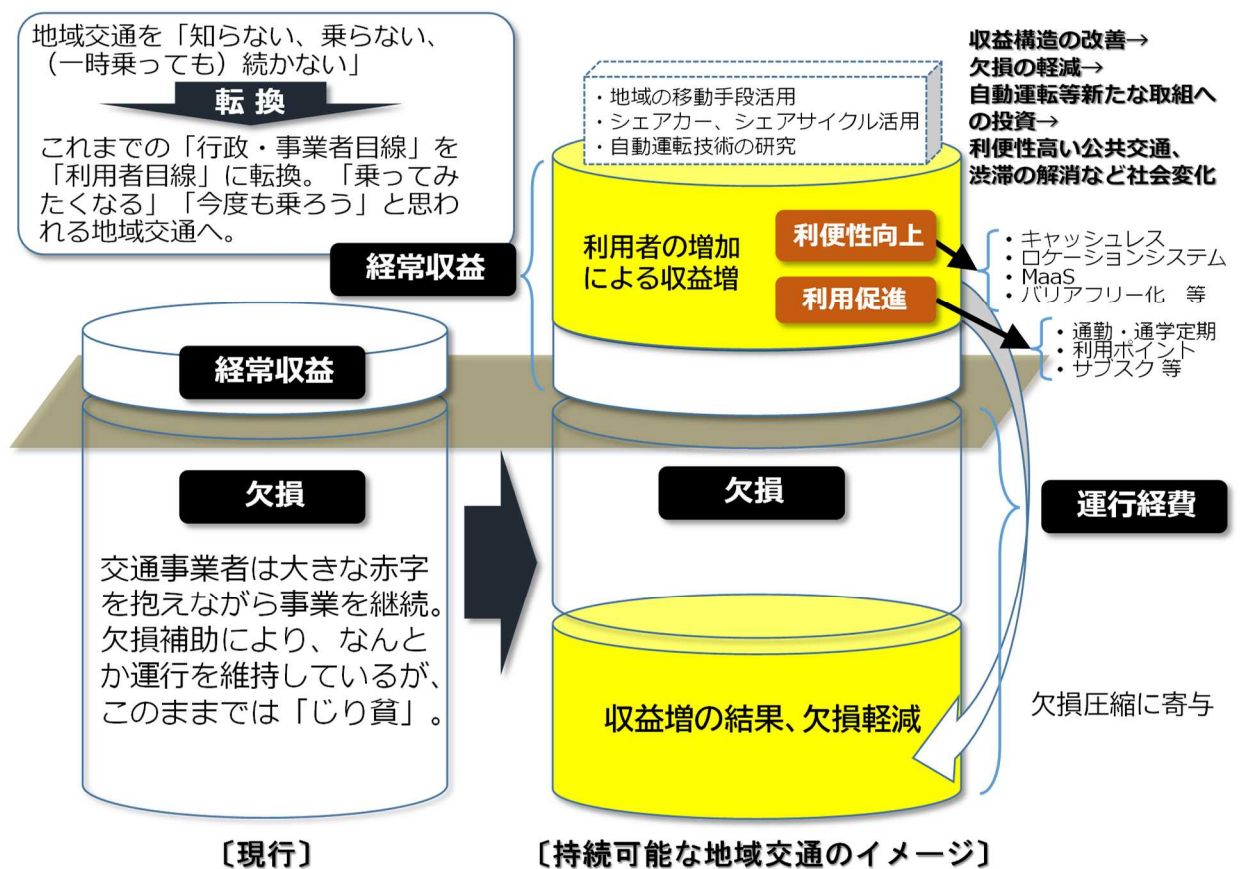 地域交通を「知らない、乗らない、
（一時乗っても）続かない」
転 換
これまでの「行政・事業者目線」を
「利用者目線」に転換。「乗ってみ
たくなる」「今度も乗ろう」と思わ
れる地域交通へ。
・地域の移動手段活用
・シェアカー、シェアサイクル活用
・自動運転技術の研究
収益構造の改善→
欠損の軽減→
自動運転等新たな取組へ
の投資→
利便性高い公共交通、
渋滞の解消など社会変化
経常収益
利用者の増加
による収益増
利便性向上
利用促進
・キャッシュレス
・ロケーションシステム
・MaaS
・バリアフリー化　等
・通勤・通学定期
・利用ポイント
・サブスク 等
経常収益
欠損
交通事業者は大きな赤字
を抱えながら事業を継続。
欠損補助により、なんと
か運行を維持しているが、
このままでは「じり貧」。
欠損
運行経費
収益増の結果、欠損軽減
欠損圧縮に寄与
〔現行〕
〔持続可能な地域交通のイメージ〕